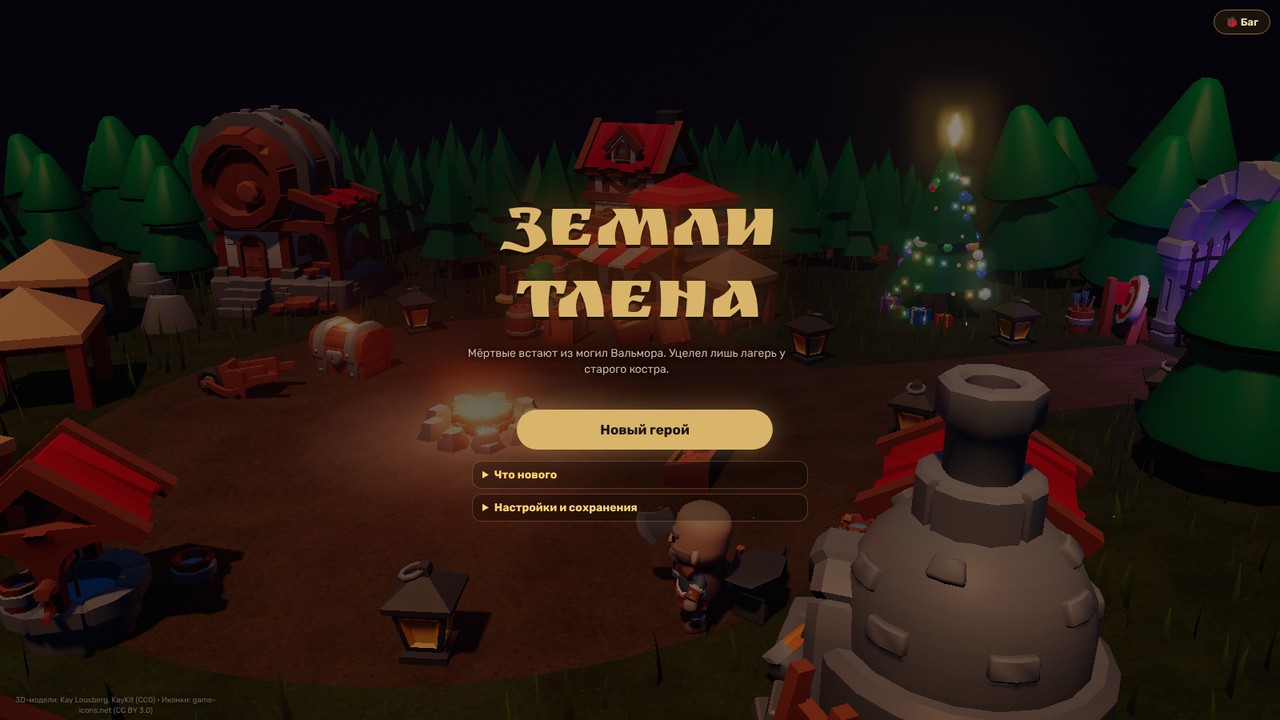 Баг
ЗЕМЛИ
ТЛЕНА
Мёртвые встают из могил Вальмора. Уцелел лишь лагерь у
старого костра.
Новый герой
Что нового
Настройки и сохранения
3D-модели: Kay Lousberg, KayKit (CC0) • Иконки: game-
icons.net (CC BY 3.0)